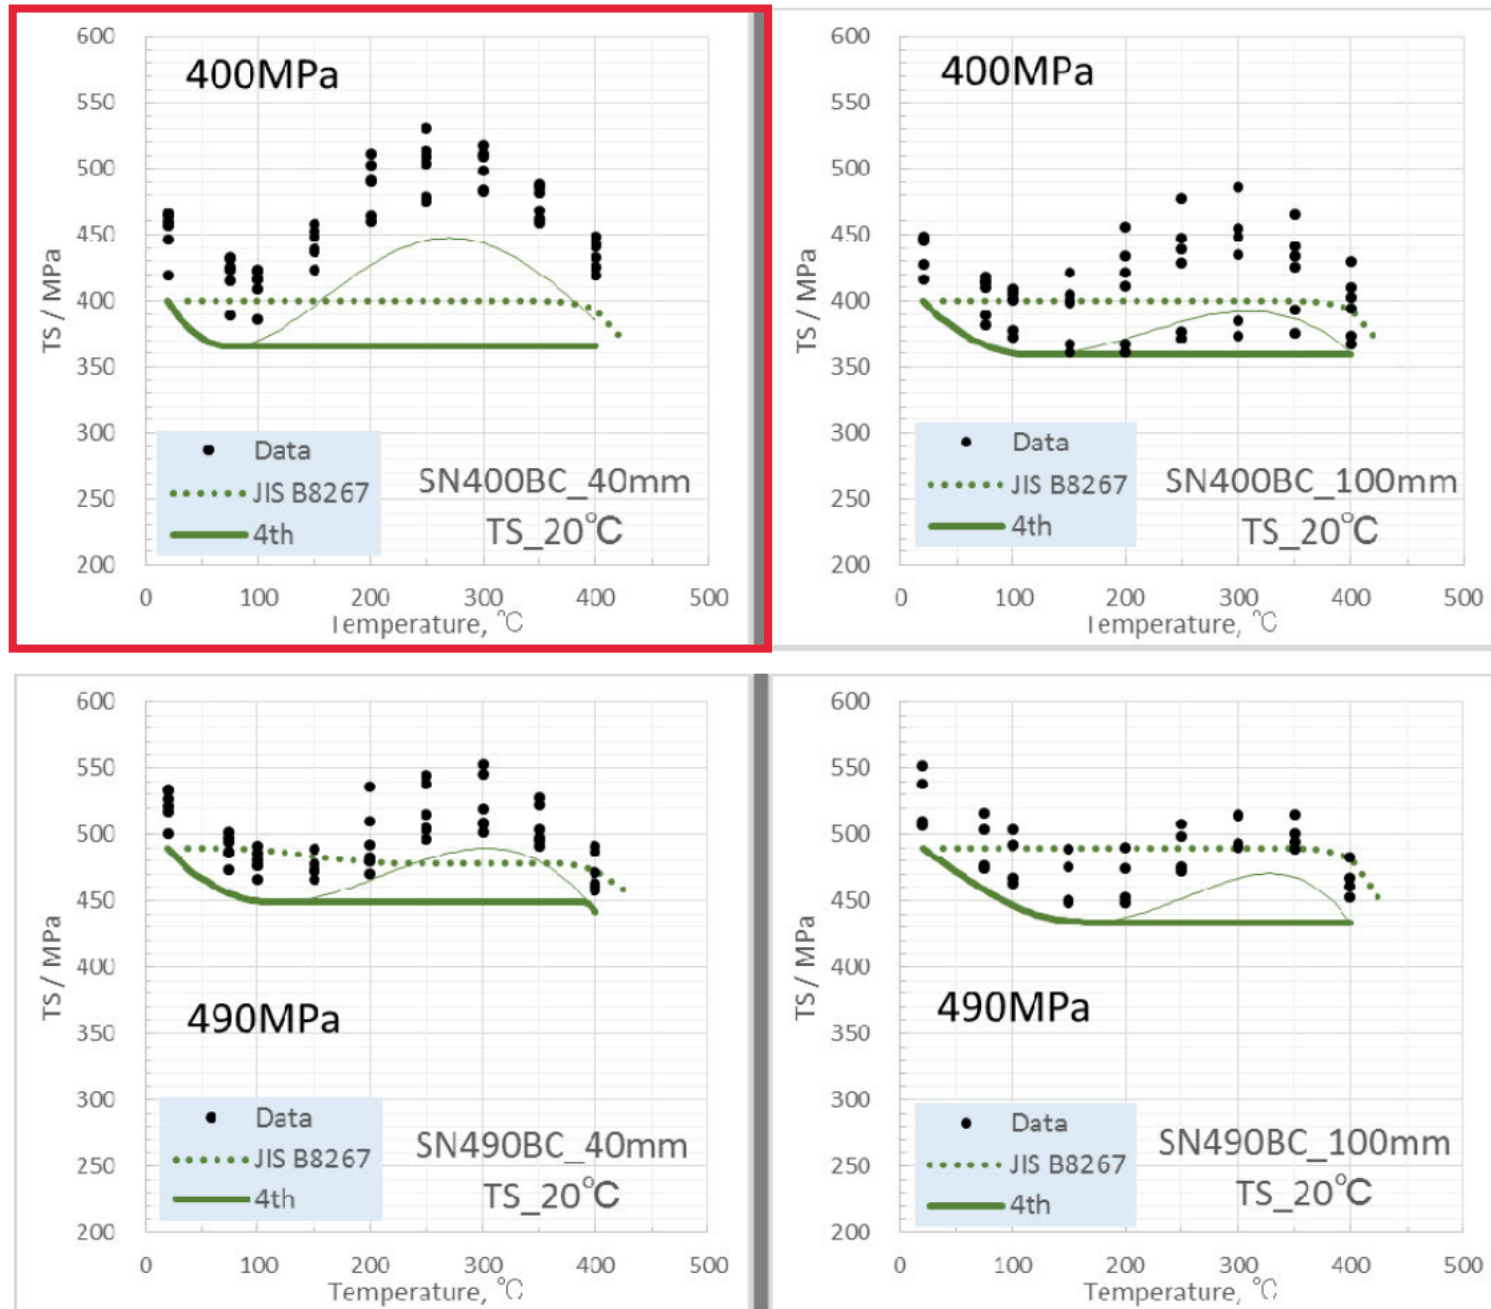 600
400MPa
550
500
450
400
350
300
250
200
TS / MPa
Data
JIS B8267
4th
SN400BC_40mm
TS_20℃
0 100 200 300 400 500
Temperature, ℃
600
400MPa
550
500
450
400
350
300
250
200
TS / MPa
Data
JIS B8267
4th
SN400BC_100mm
TS_20℃
0 100 200 300 400 500
Temperature, ℃
600
550
500
450
400
350
300
250
200
TS / MPa
490MPa
Data
JIS B8267
4th
SN490BC_40mm
TS_20℃
0 100 200 300 400 500
Temperature, ℃
600
550
500
450
400
350
300
250
200
TS / MPa
490MPa
Data
JIS B8267
4th
SN490BC_100mm
TS_20℃
0 100 200 300 400 500
Temperature, ℃